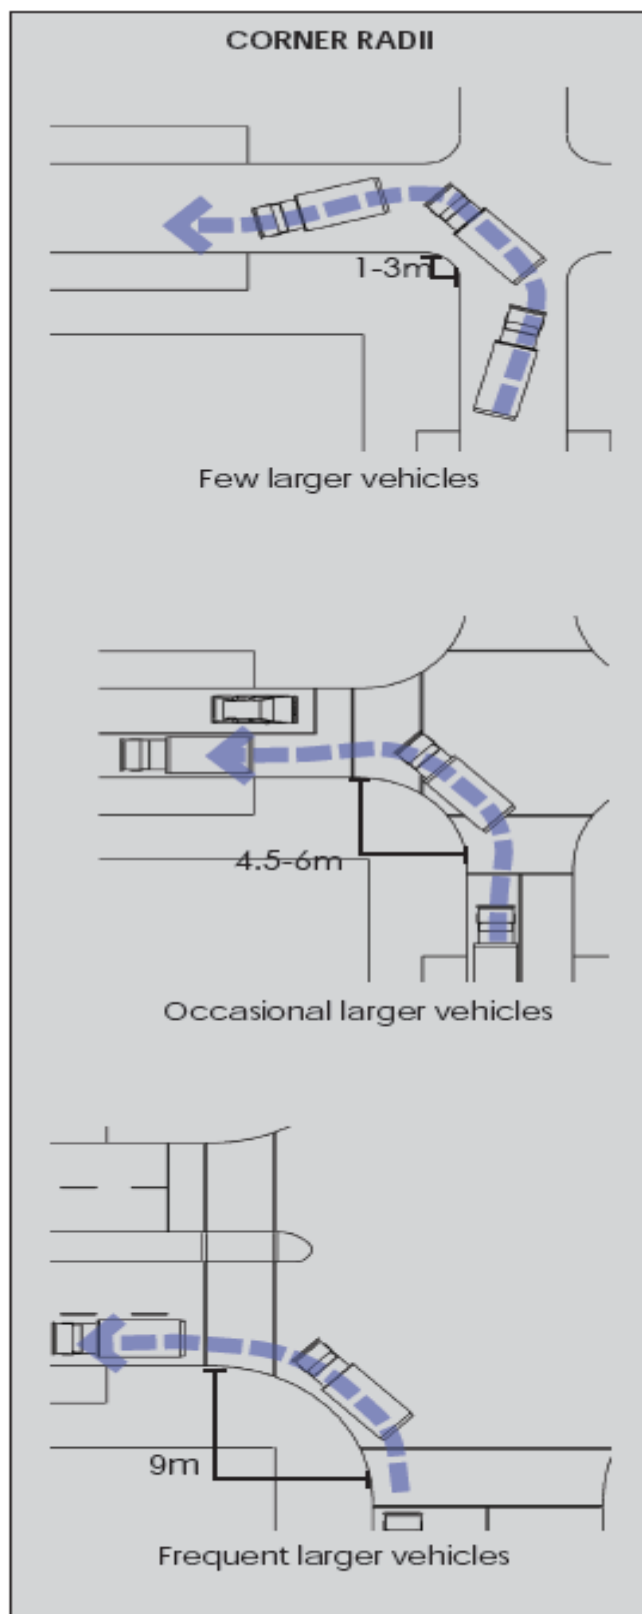 CORNER RADII
1-3m
Few larger vehicles
4.5-6m
Occasional larger vehicles
9m
Frequent larger vehicles